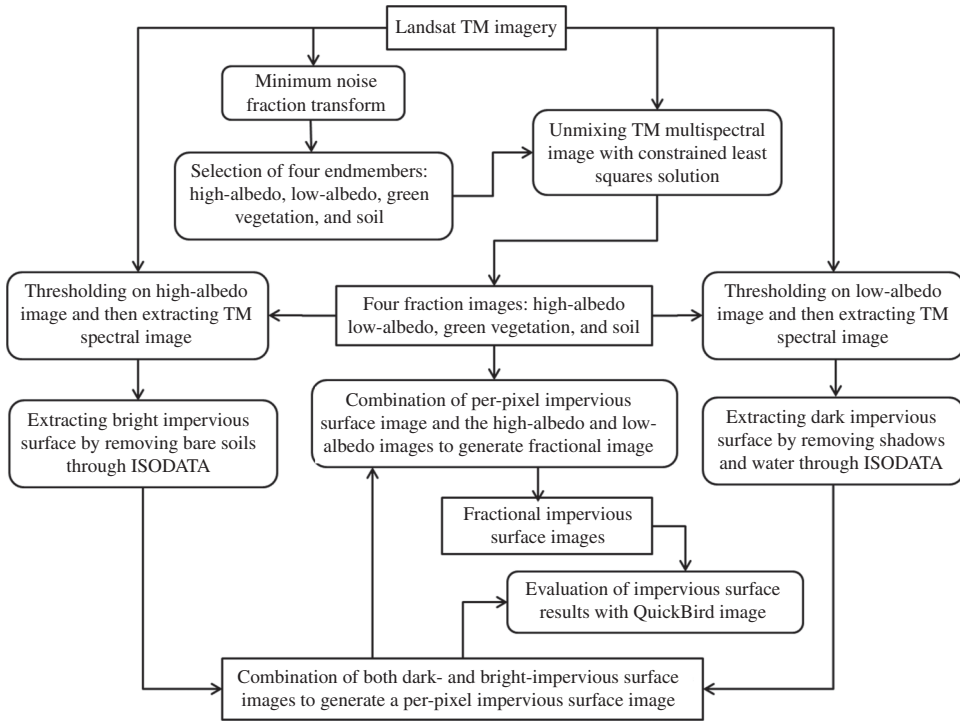 Landsat TM imagery
Minimum noise
fraction transform
Unmixing TM multispectral
image with constrained least
squares solution
Selection of four endmembers:
high-albedo, low-albedo, green
vegetation, and soil
Thresholding on high-albedo
image and then extracting TM
spectral image
Four fraction images: high-albedo
low-albedo, green vegetation, and soil
Thresholding on low-albedo
image and then extracting TM
spectral image
Extracting bright impervious
surface by removing bare soils
through ISODATA
Combination of per-pixel impervious
surface image and the high-albedo and low-
albedo images to generate fractional image
Extracting dark impervious
surface by removing shadows
and water through ISODATA
Fractional impervious
surface images
Evaluation of impervious surface
results with QuickBird image
Combination of both dark- and bright-impervious surface
images to generate a per-pixel impervious surface image